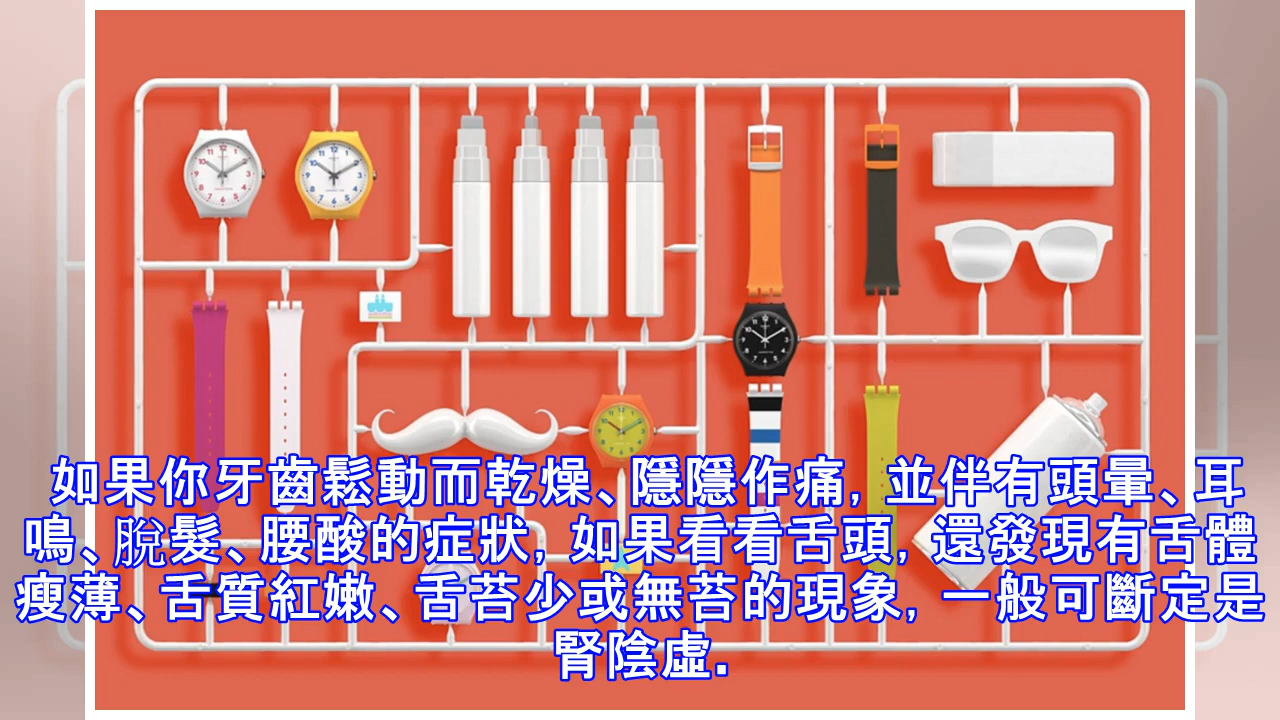 如果你牙齒鬆動而乾燥、隱隱作痛, 並伴有頭暈、耳
鳴、脫髮、腰酸的症狀, 如果看看舌頭, 還發現有舌體
瘦薄、舌質紅嫩、舌苔少或無苔的現象, 一般可斷定是
腎陰虛.